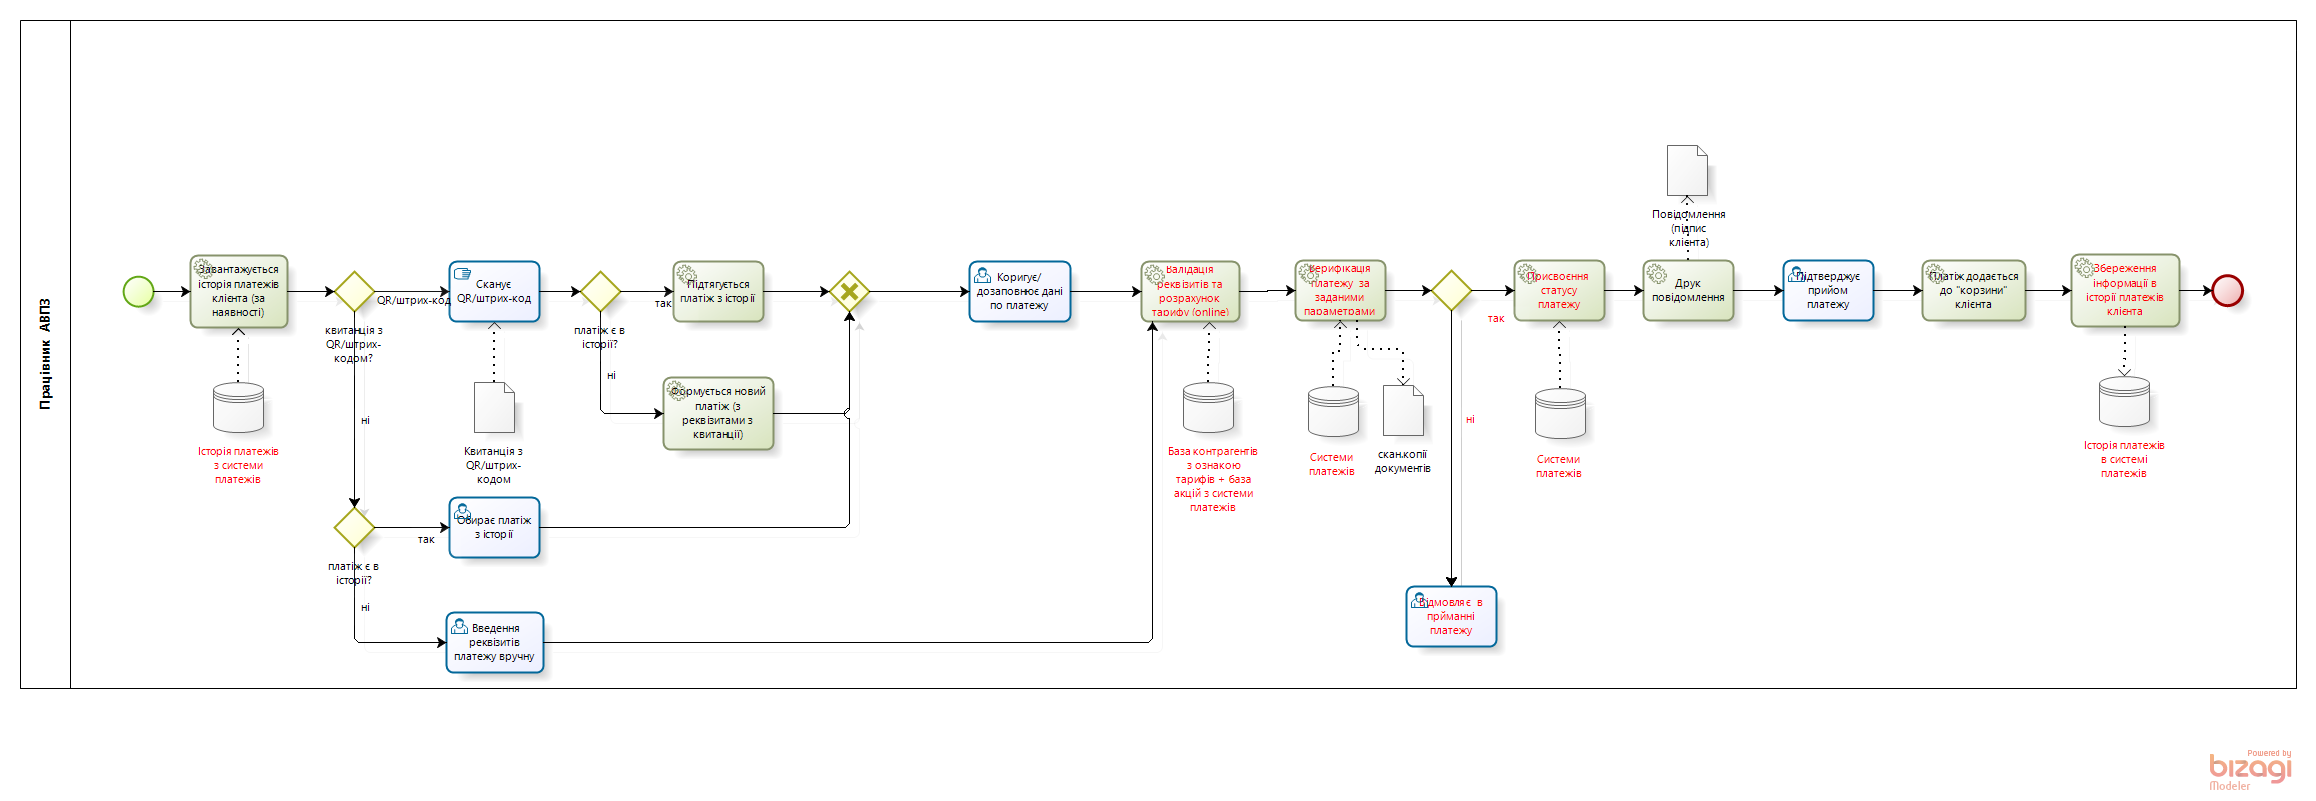 Працівник АВПЗ
Завантажується
історія платежів
клієнта (за
наявності)
Історія платежів
з системи
платежів
квитанція з
QR/штрих-
кодом?
QR/штрих-код
ні
Сканує
QR/штрих-код
Квитанція з
QR/штрих-
кодом
платіж є в
історії?
так
ні
Підтягується
платіж з історії
Формується новий
платіж (з
реквізитами з
квитанції)
платіж є в
історії?
так
ні
Обирає платіж
з історії
Введення
реквізитів
платежу вручну
Коригує/
дозаповнює дані
по платежу
Валідація
реквізитів та
розрахунок
тарифу (online)
База контрагентів
з ознакою
тарифів + база
акцій з системи
платежів
Верифікація
платежу за
заданими
параметрами
Системи
платежів
скан.копії
документів
так
ні
Відмовляє в
прйманні
платежу
Присвоєння
статусу
платежу
Системи
платежів
Повідомлення
(підпис
клієнта)
Друк
повідомлення
Підтверджує
прийом
платежу
Платіж додається
до "корзини"
клієнта
Збереження
інформації в
історії платежів
клієнта
Історія платежів
в системі
платежів
Powered by
bizagi
Modeler